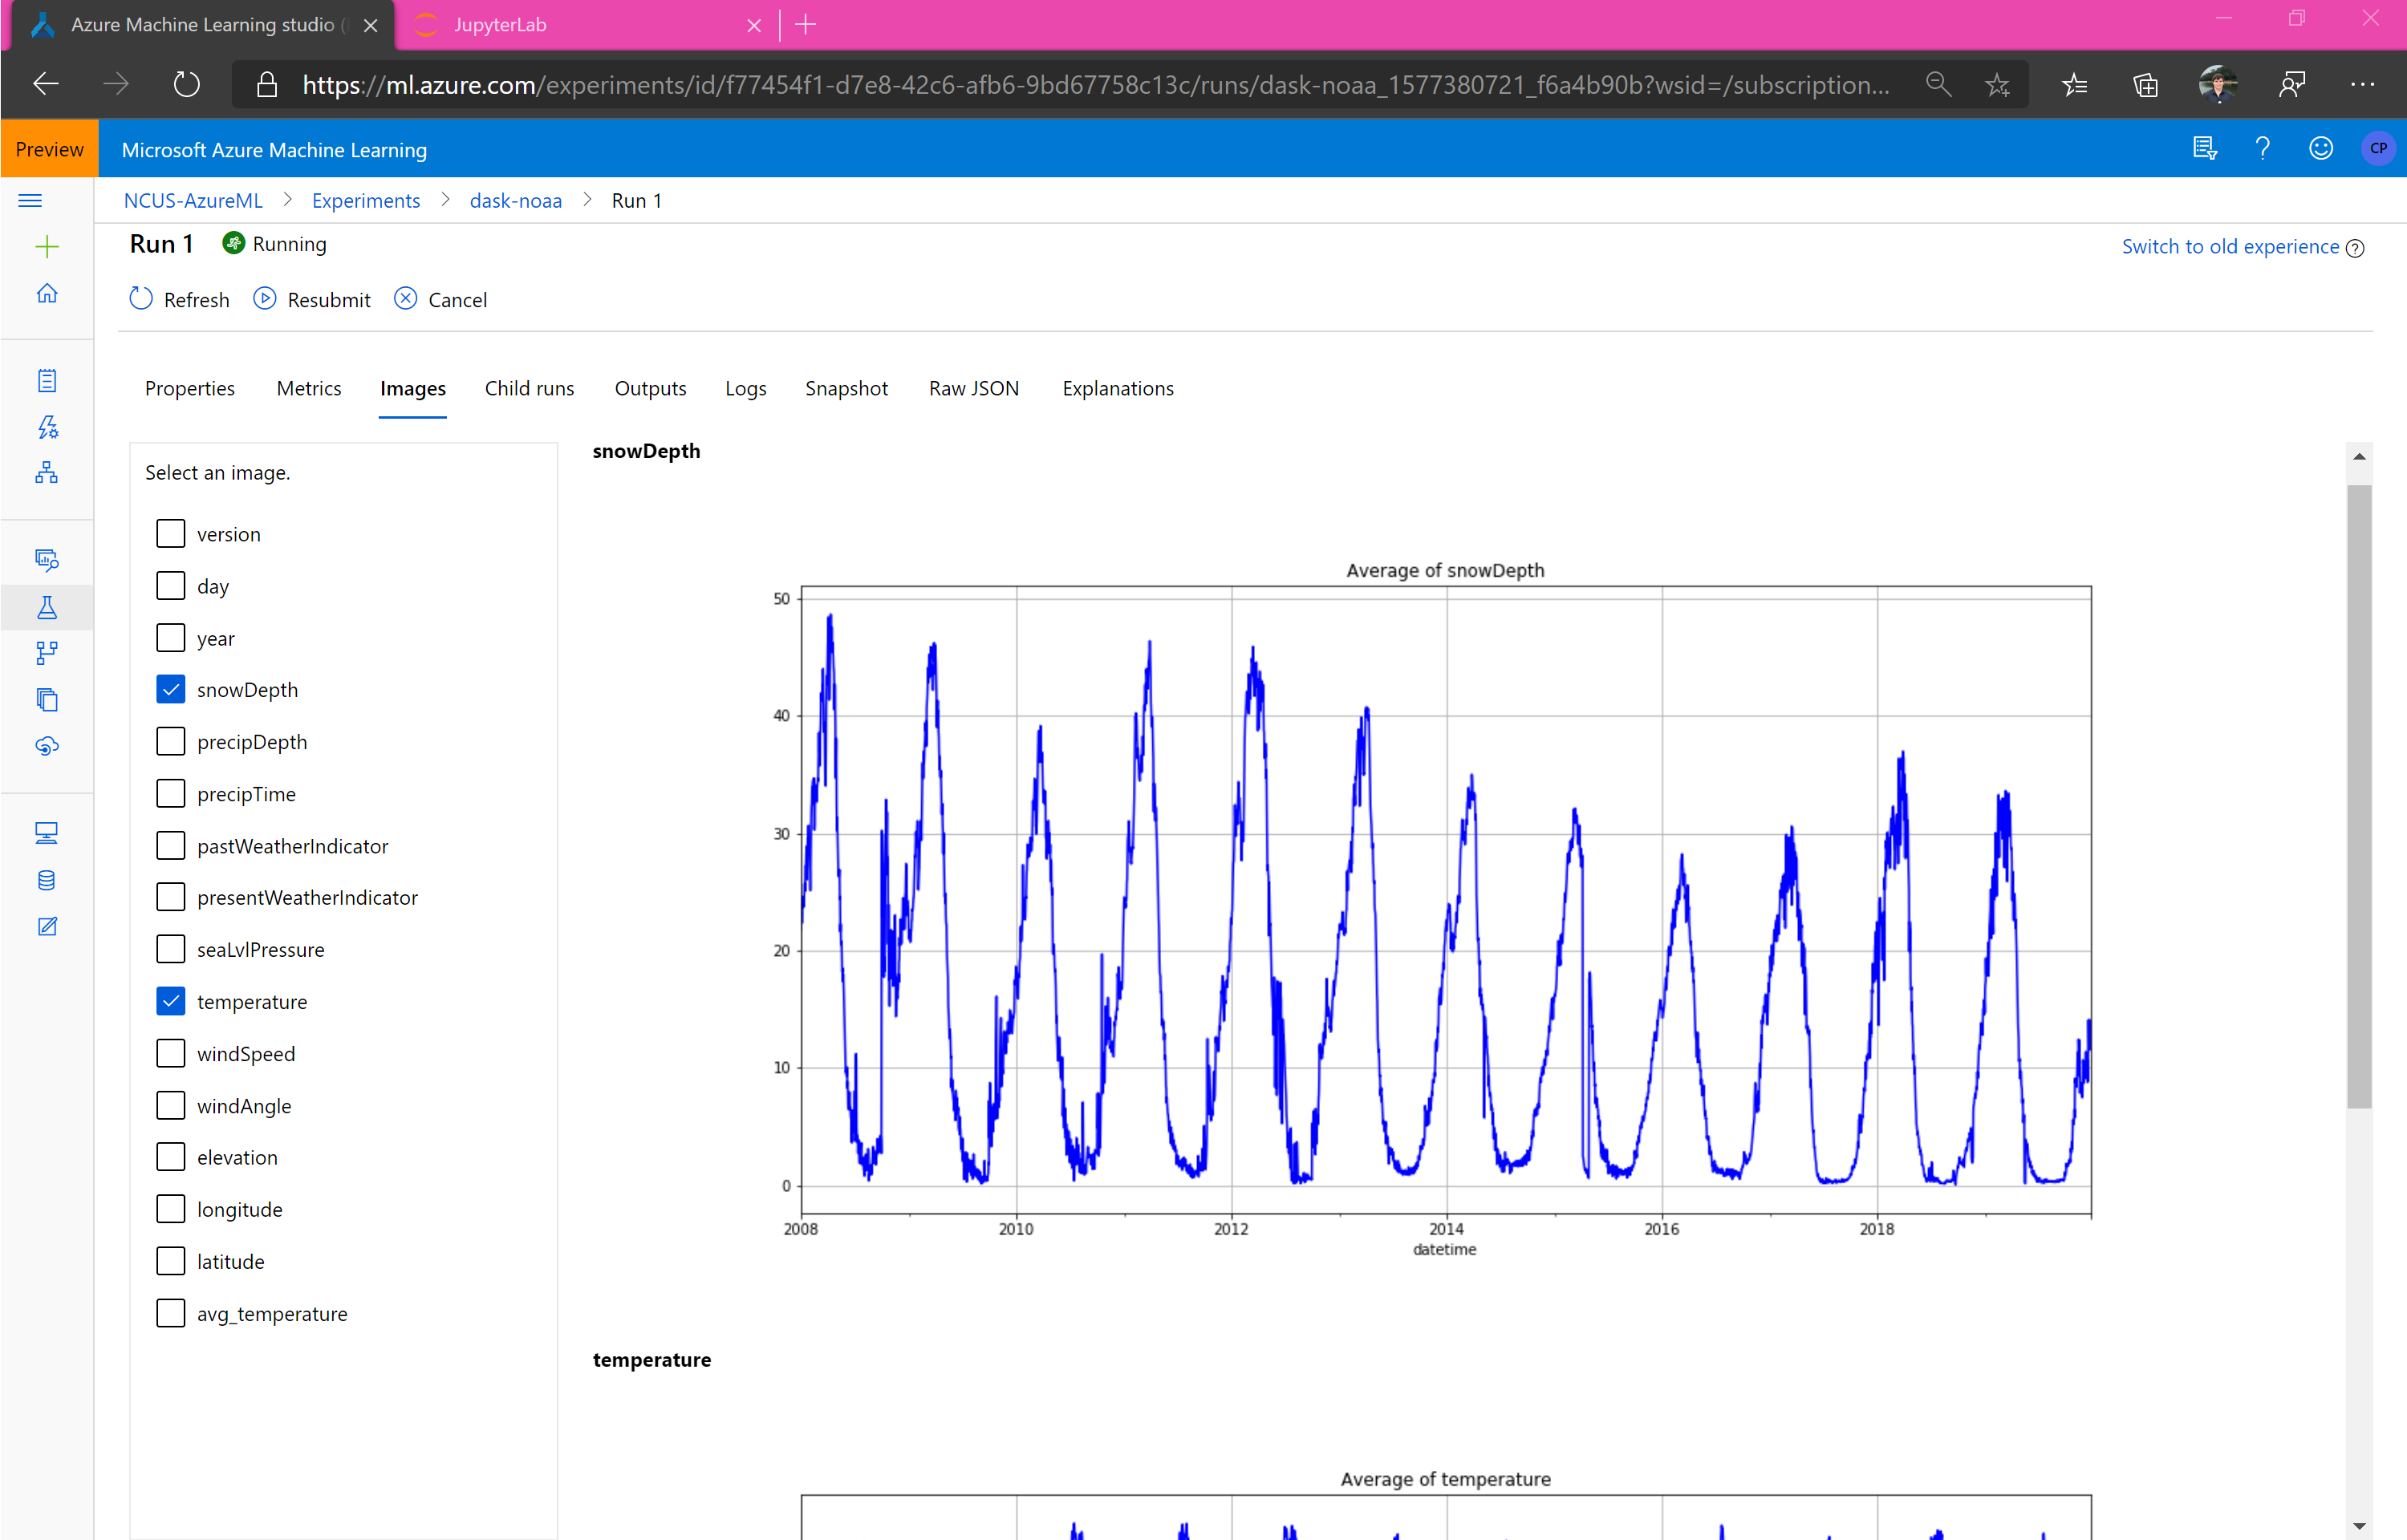 Azure Machine Learning studio (
JupyterLab
https://ml.azure.com/experiments/id/f77454f1-d7e8-42c6-afb6-9bd67758c13c/runs/dask-noaa_1577380721_f6a4b90b?wsid=/subscription...
Preview
Microsoft Azure Machine Learning
CP
NCUS-AzureML > Experiments > dask-noaa > Run 1
Run 1 Running
Switch to old experience
Refresh Resubmit Cancel
Properties Metrics Images Child runs Outputs Logs Snapshot Raw JSON Explanations
Select an image.
version
day
year
snowDepth
precipDepth
precipTime
pastWeatherIndicator
presentWeatherIndicator
seaLvlPressure
temperature
windSpeed
windAngle
elevation
longitude
latitude
avg_temperature
snowDepth
Average of snowDepth
50
40
30
20
10
0
2008 2010 2012 2014 2016 2018
datetime
temperature
Average of temperature